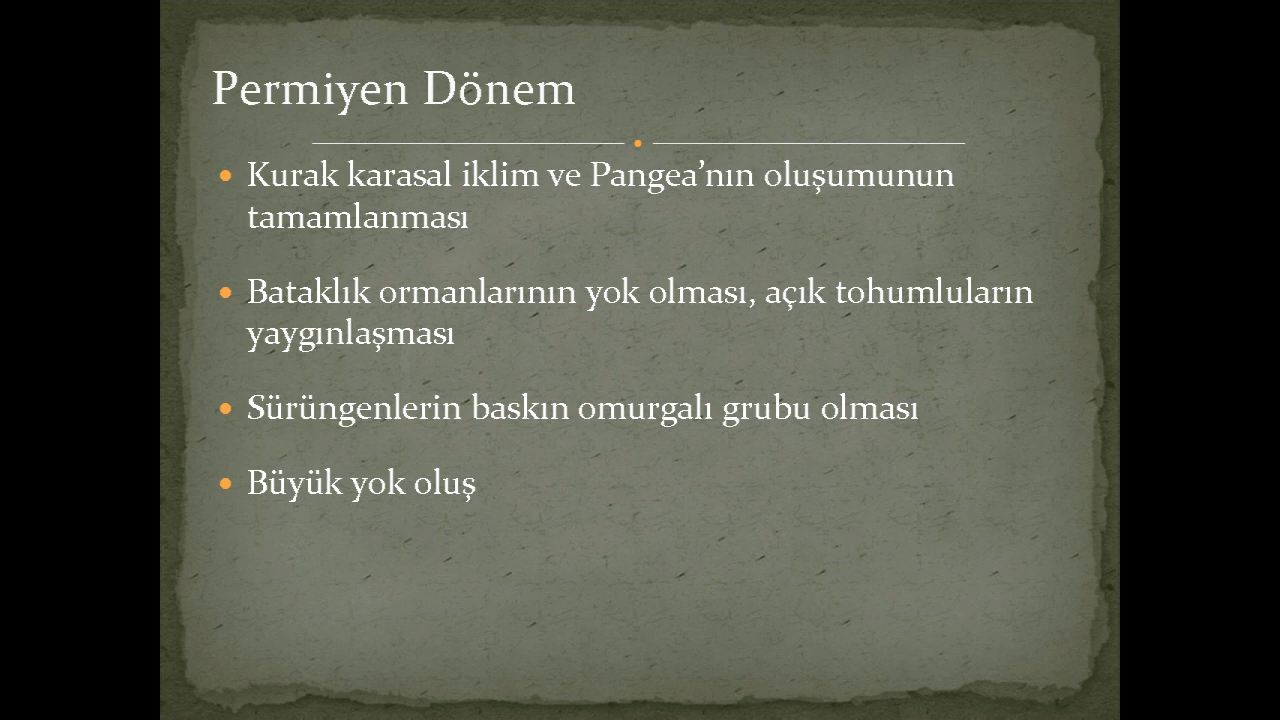 Permiyen Dönem
Kurak karasal iklim ve Pangea’nın oluşumunun
tamamlanması
Bataklık ormanlarının yok olması, açık tohumluların
yaygınlaşması
Sürüngenlerin baskın omurgalı grubu olması
Büyük yok oluş